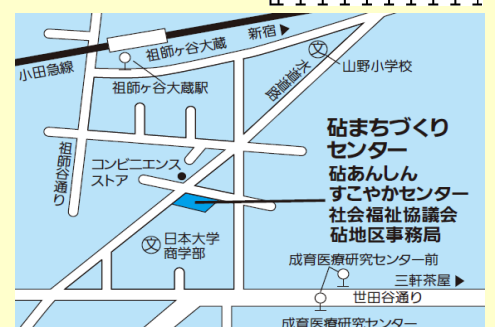 新宿▶
祖師ヶ谷大蔵
小田急線
祖師ヶ谷大蔵駅
文
山野小学校
水道道路
祖師谷通り
コンビニエンス
ストア
砧まちづくり
センター
砧あんしん
すこやかセンター
社会福祉協議会
砧地区事務局
文
日本大学
商学部
成育医療研究センター前
三軒茶屋▶
世田谷通り
成育医療研究センター